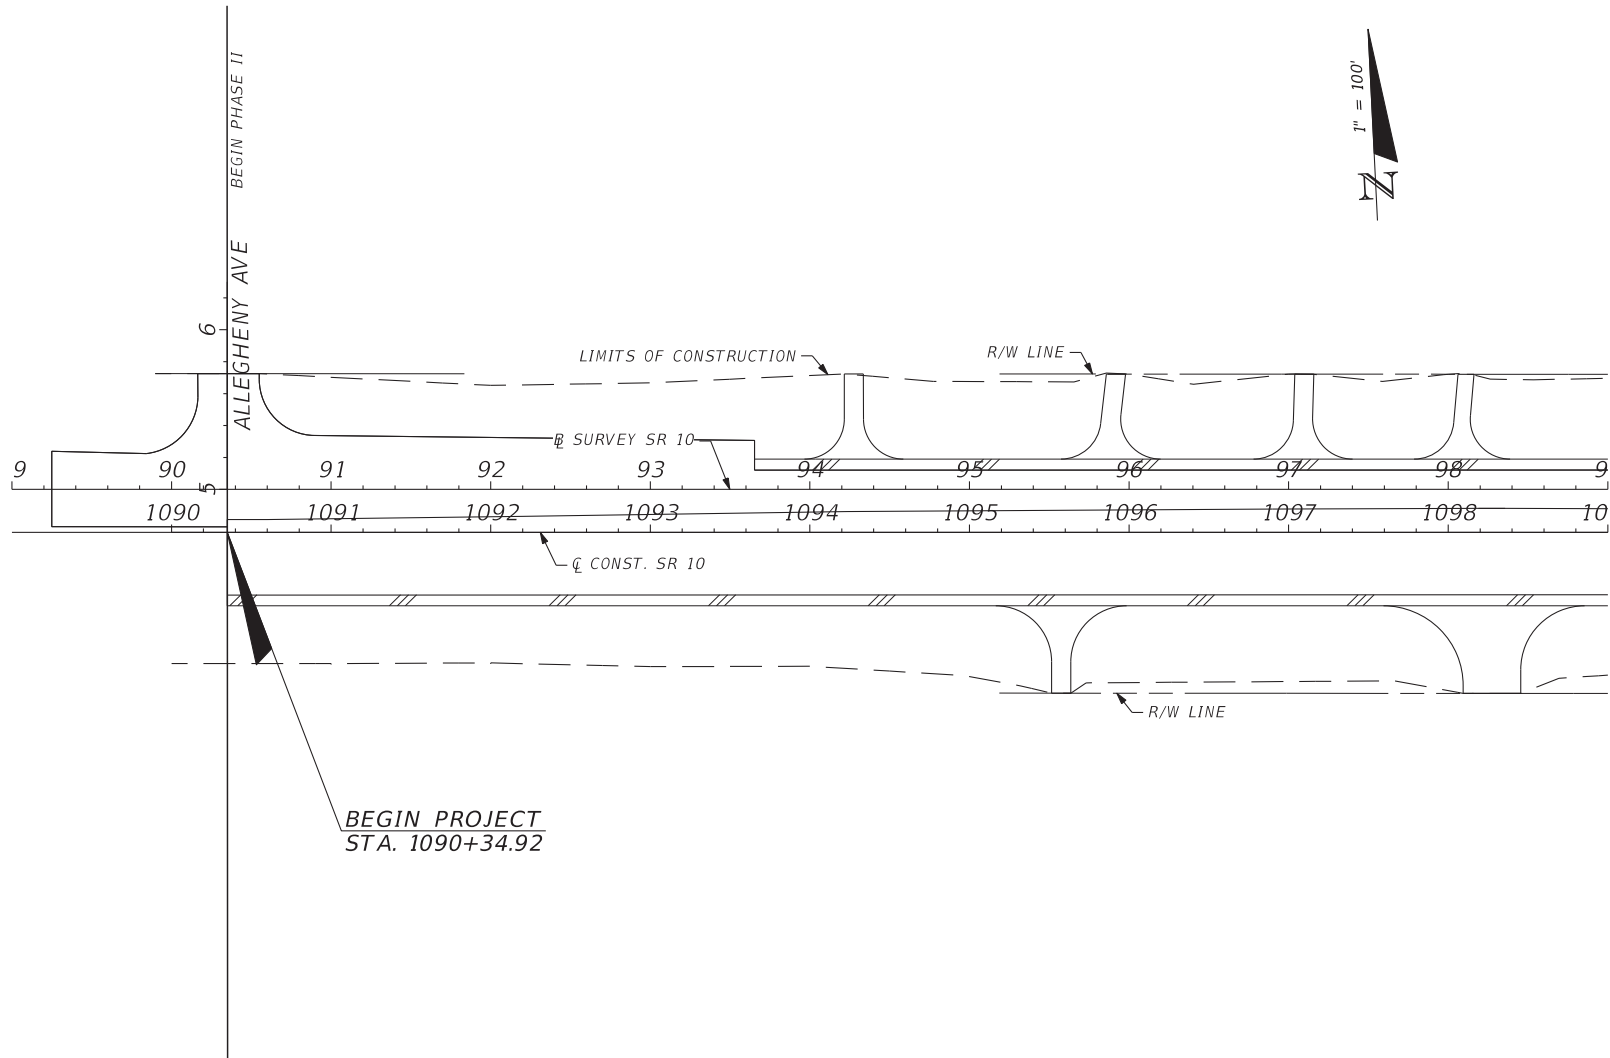 BEGIN PHASE II
ALLEGHENY AVE
1" = 100'
N
6
5
LIMITS OF CONSTRUCTION
R/W LINE
℄ SURVEY SR 10
9 90 91 92 93 94 95 96 97 98 9
1090 1091 1092 1093 1094 1095 1096 1097 1098 10
℄ CONST. SR 10
R/W LINE
BEGIN PROJECT
STA. 1090+34.92